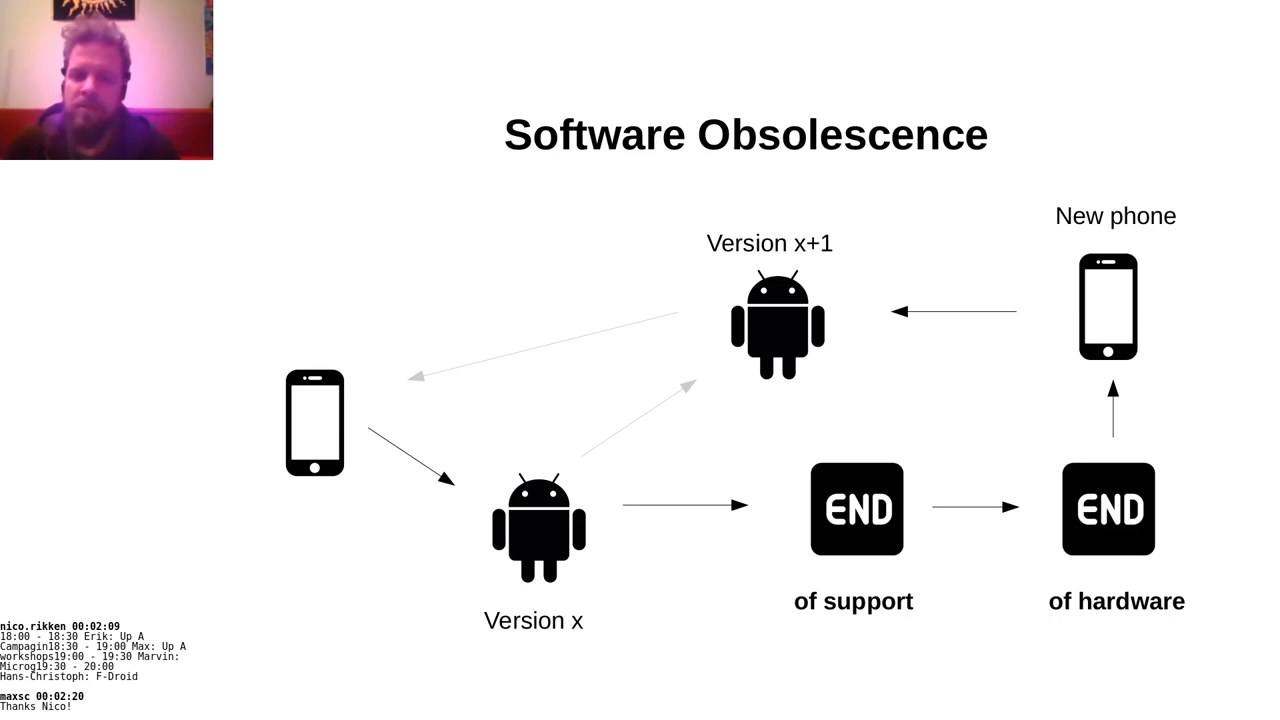 Software Obsolescence
New phone
Version x+1
END
END
of support
of hardware
Version x
nico.rikken 00:02:09
18:00 - 18:30 Erik: Up A
Campagin18:30 - 19:00 Max: Up A
workshops19:00 - 19:30 Marvin:
Microg19:30 - 20:00
Hans-Christoph: F-Droid
maxsc 00:02:20
Thanks Nico!